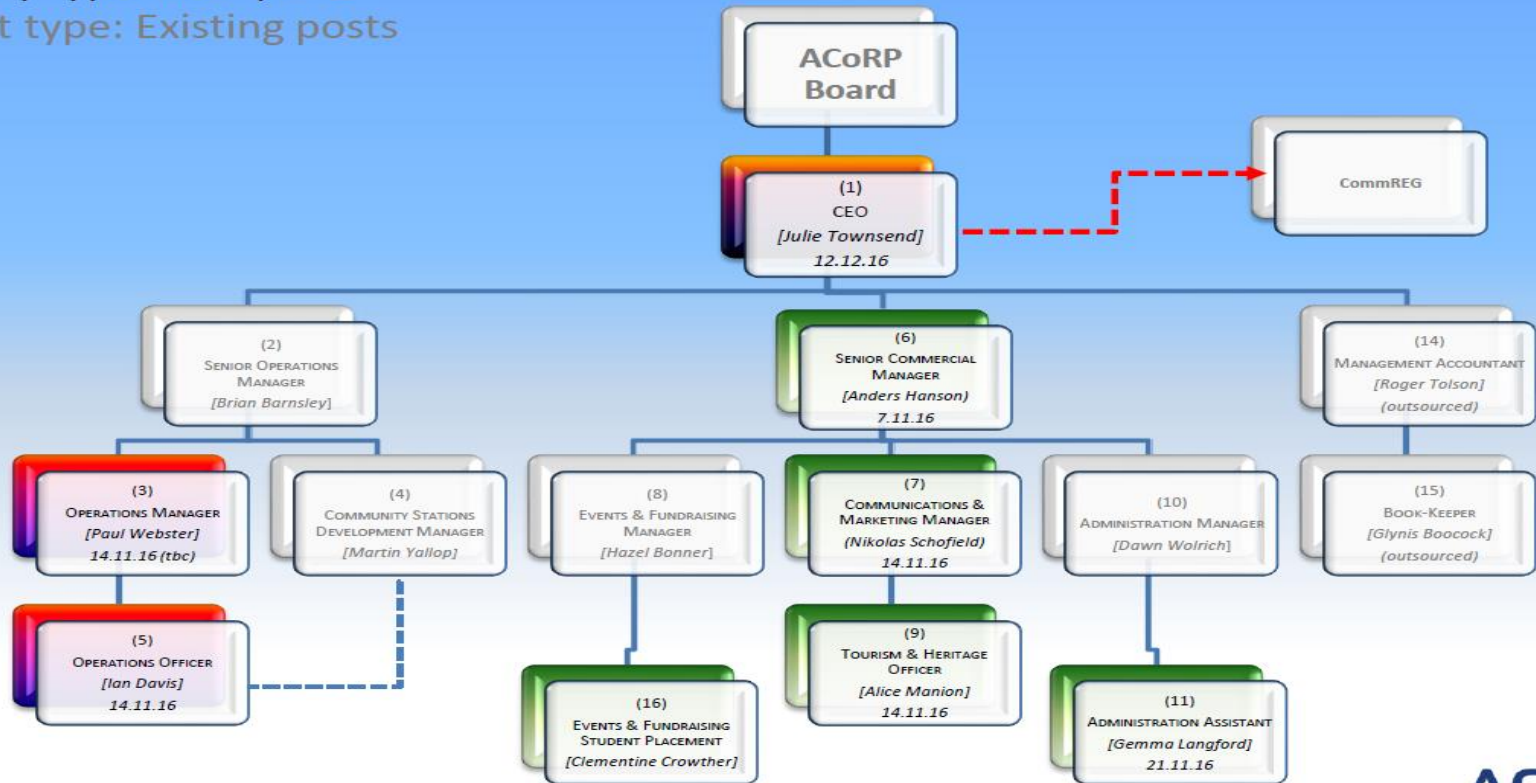 t type: Existing posts
ACoRP
Board
CommREG
(1)
CEO
[Julie Townsend]
12.12.16
(2)
SENIOR OPERATIONS
MANAGER
[Brian Barnsley]
(6)
SENIOR COMMERCIAL
MANAGER
[Anders Hanson)
7.11.16
(14)
MANAGEMENT ACCOUNTANT
[Roger Tolson]
(outsourced)
(3)
OPERATIONS MANAGER
[Paul Webster]
14.11.16 (tbc)
(4)
COMMUNITY STATIONS
DEVELOPMENT MANAGER
[Martin Yallop]
(8)
EVENTS & FUNDRAISING
MANAGER
[Hazel Bonner]
(7)
COMMUNICATIONS &
MARKETING MANAGER
(Nikolas Schofield)
14.11.16
(10)
ADMINISTRATION MANAGER
[Dawn Wolrich]
(15)
BOOK-KEEPER
[Glynis Boocock]
(outsourced)
(5)
OPERATIONS OFFICER
[Ian Davis]
14.11.16
(9)
TOURISM & HERITAGE
OFFICER
[Alice Manion]
14.11.16
(16)
EVENTS & FUNDRAISING
STUDENT PLACEMENT
[Clementine Crowther]
(11)
ADMINISTRATION ASSISTANT
[Gemma Langford]
21.11.16